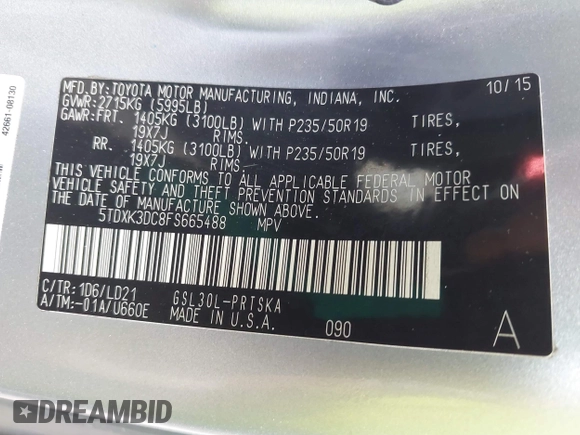 42661-08130
MFD.BY:TOYOTA MOTOR MANUFACTURING, INDIANA, INC. 10/15
GVWR:2715KG (5995LB)
GAWR:FRT. 1405KG (3100LB) WITH P235/50R19 TIRES,
19X7J RIMS.
RR. 1405KG (3100LB) WITH P235/50R19 TIRES,
19X7J RIMS
THIS VEHICLE CONFORMS TO ALL APPLICABLE FEDERAL MOTOR
VEHICLE SAFETY AND THEFT PREVENTION STANDARDS IN EFFECT ON
THE DATE OF MANUFACTURE SHOWN ABOVE.
5TDXK3DC8FS665488 MPV
C/TR:1D6/LD21 GSL30L-PRTSKA
A/TM:-01A/U660E MADE IN U.S.A. 090 A
DREAMBID